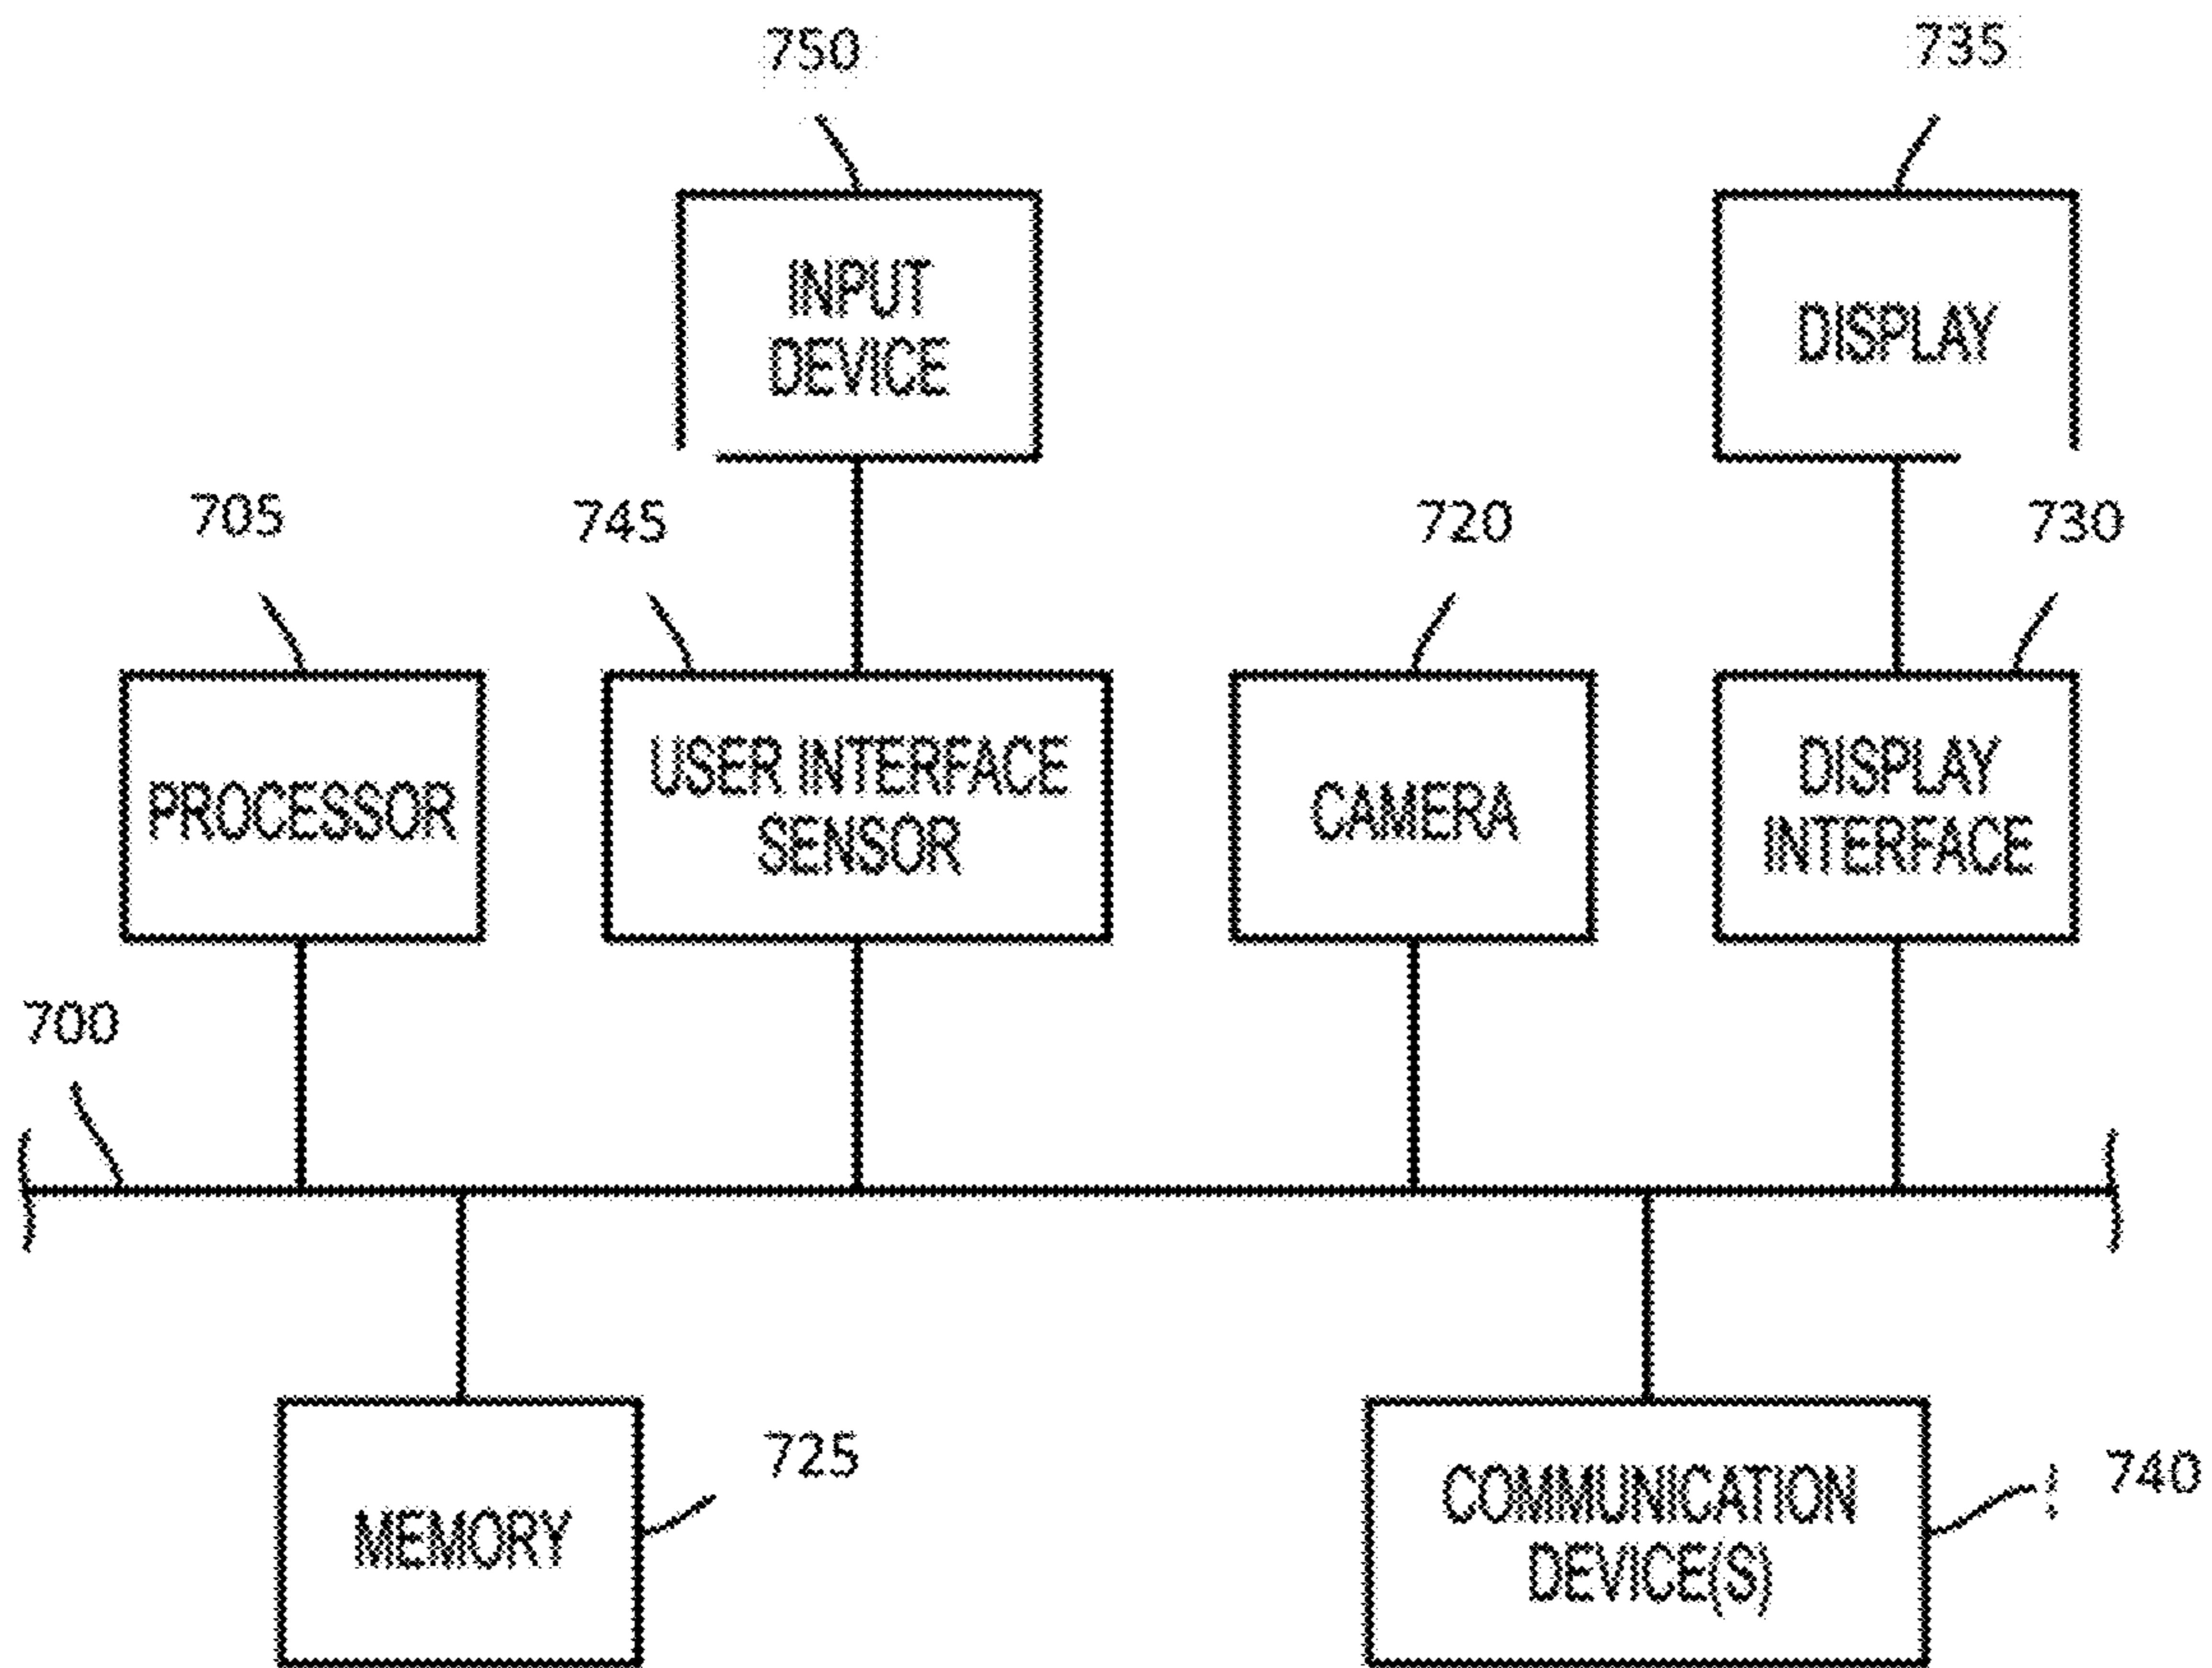 750
735
INPUT
DEVICE
DISPLAY
705
745
720
730
PROCESSOR
USER INTERFACE
SENSOR
CAMERA
DISPLAY
INTERFACE
700
MEMORY
725
COMMUNICATION
DEVICE(S)
740